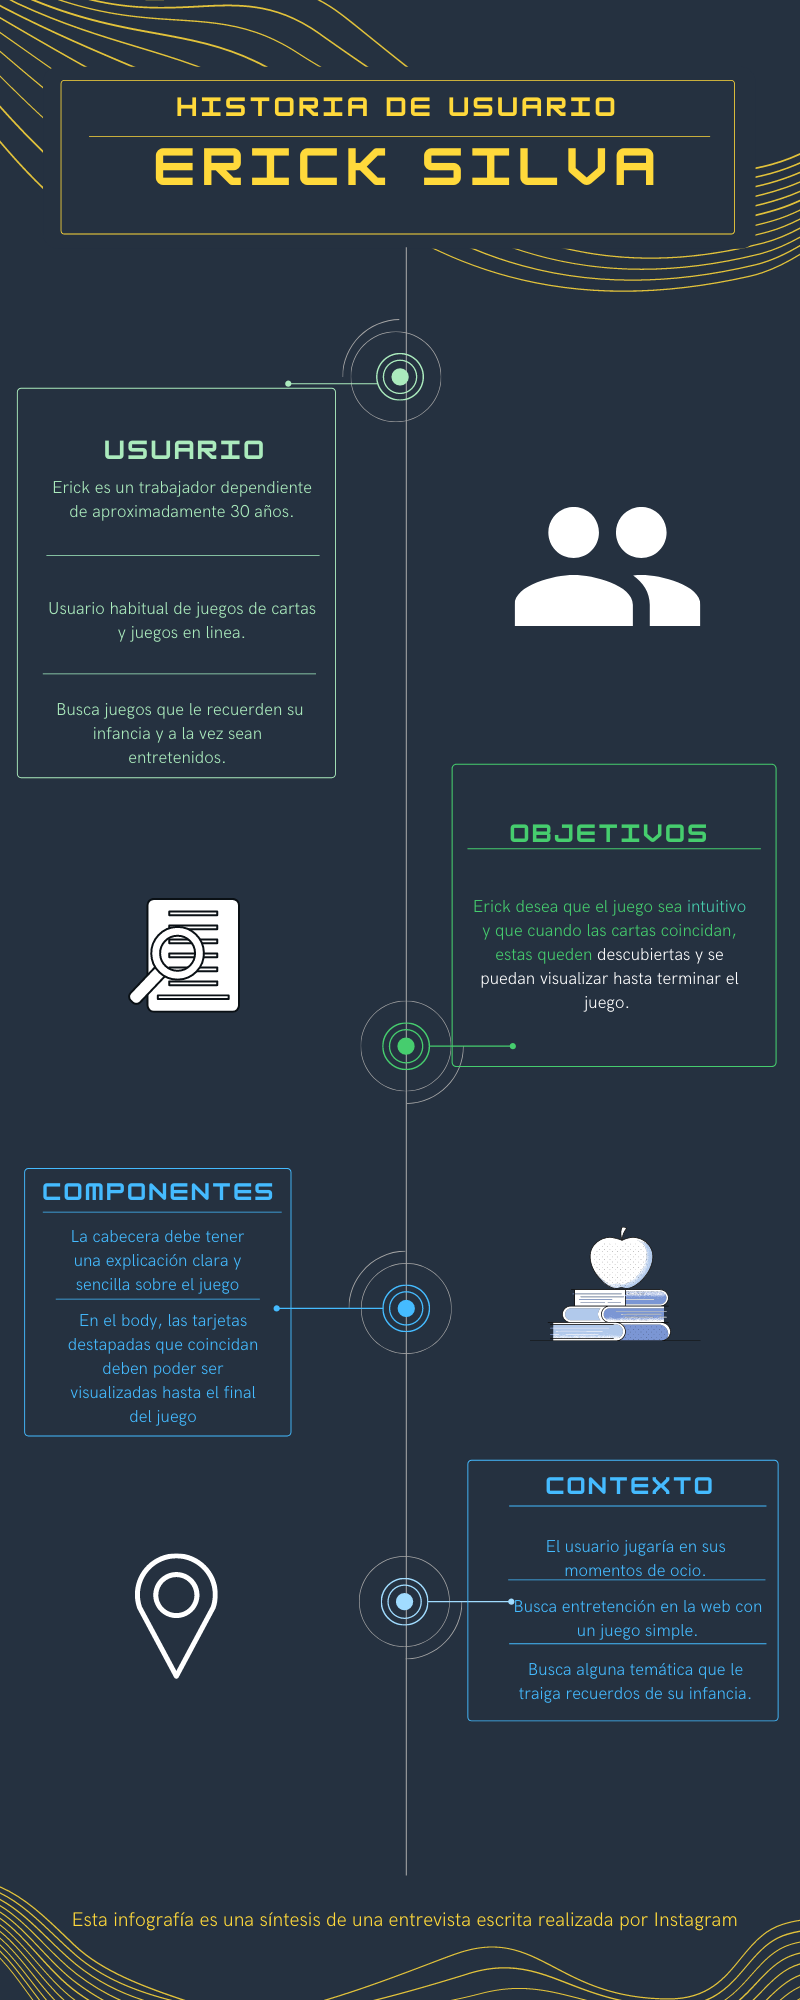 HISTORIA DE USUARIO
ERICK SILVA
USUARIO
Erick es un trabajador dependiente
de aproximadamente 30 años.
Usuario habitual de juegos de cartas
y juegos en linea.
Busca juegos que le recuerden su
infancia y a la vez sean
entretenidos.
OBJETIVOS
Erick desea que el juego sea intuitivo
y que cuando las cartas coincidan,
estas queden descubiertas y se
puedan visualizar hasta terminar el
juego.
COMPONENTES
La cabecera debe tener
una explicación clara y
sencilla sobre el juego
En el body, las tarjetas
destapadas que coincidan
deben poder ser
visualizadas hasta el final
del juego
CONTEXTO
El usuario jugaría en sus
momentos de ocio.
Busca entretención en la web con
un juego simple.
Busca alguna temática que le
traiga recuerdos de su infancia.
Esta infografía es una síntesis de una entrevista escrita realizada por Instagram